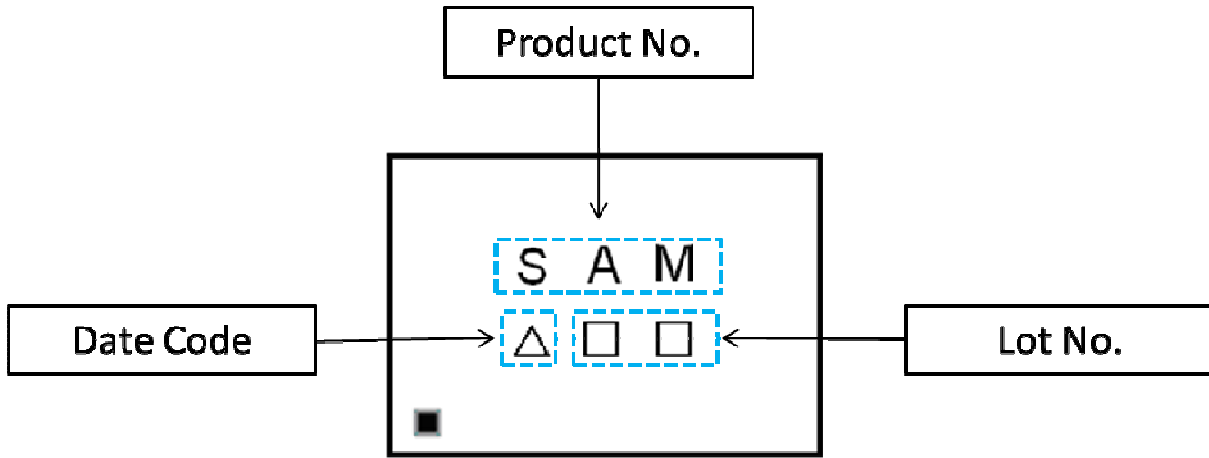 Product No.
S A M
Date Code
△ □ □
Lot No.